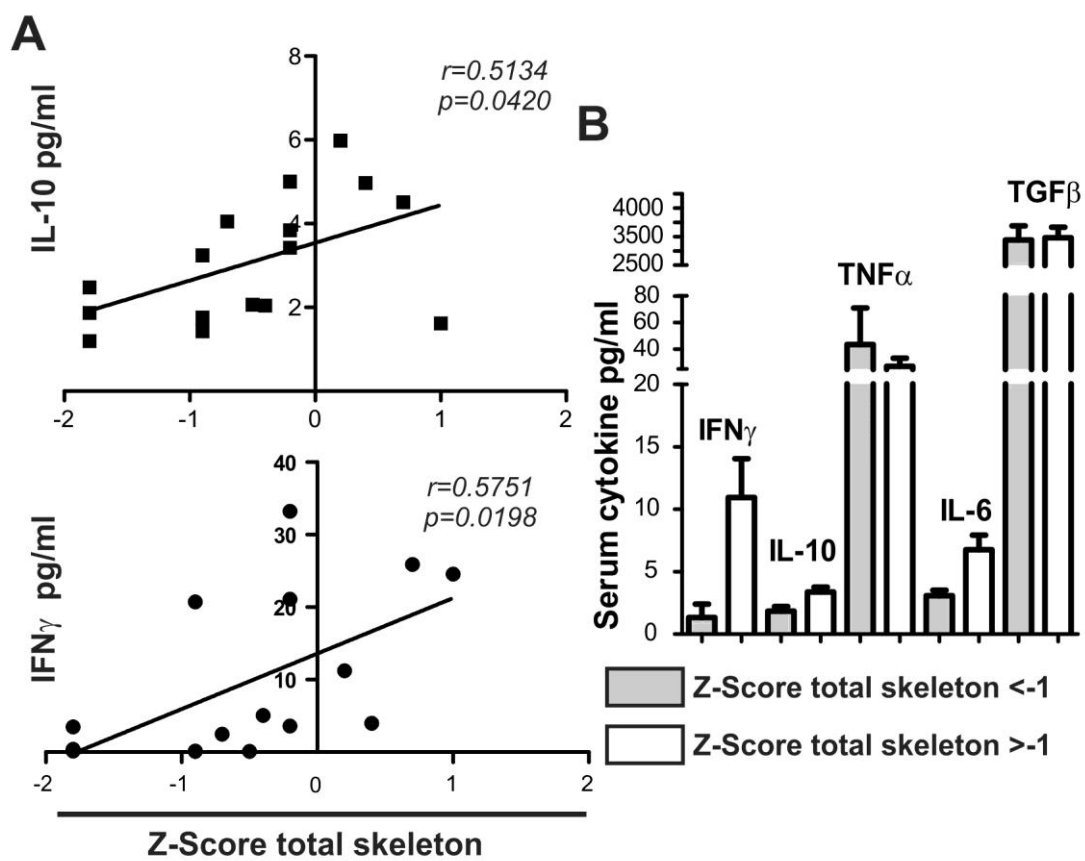 A
IL-10 pg/ml
8
6
4
2
-2
-1
0
1
2
r=0.5134
p=0.0420
IFNγ pg/ml
40
30
20
10
-2
-1
0
1
2
r=0.5751
p=0.0198
Z-Score total skeleton
B
Serum cytokine pg/ml
4000
3500
2500
80
60
40
20
15
10
5
0
IFNγ
IL-10
TNFα
IL-6
TGFβ
Z-Score total skeleton <-1
Z-Score total skeleton >-1